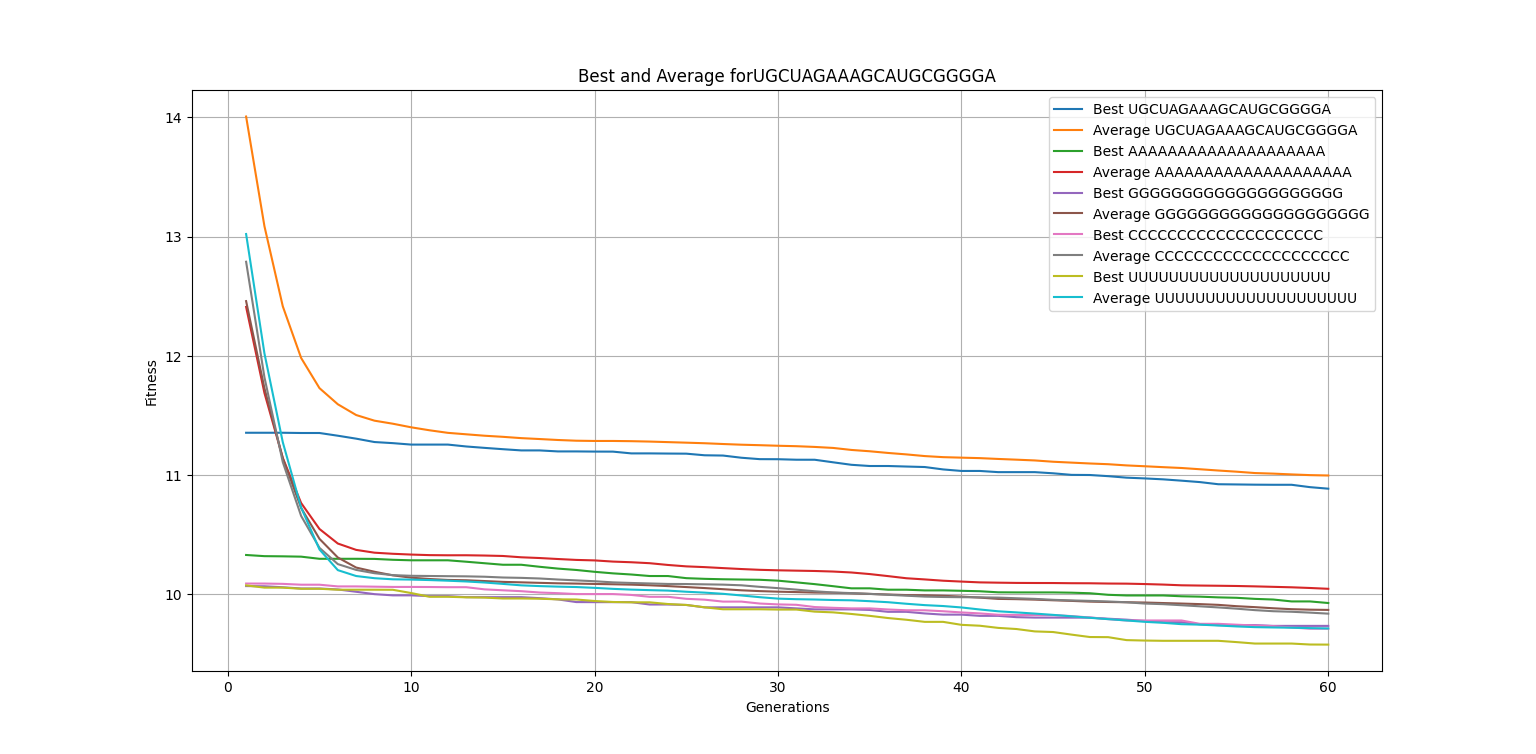 Best and Average forUGCUAGAAAGCAUGCGGGGA
Fitness
14
13
12
11
10
Best UGCUAGAAAGCAUGCGGGGA
Average UGCUAGAAAGCAUGCGGGGA
Best AAAAAAAAAAAAAAAAAAAA
Average AAAAAAAAAAAAAAAAAAAA
Best GGGGGGGGGGGGGGGGGGGG
Average GGGGGGGGGGGGGGGGGGGG
Best CCCCCCCCCCCCCCCCCCCC
Average CCCCCCCCCCCCCCCCCCCC
Best UUUUUUUUUUUUUUUUUUUU
Average UUUUUUUUUUUUUUUUUUUU
0 10 20 30 40 50 60
Generations